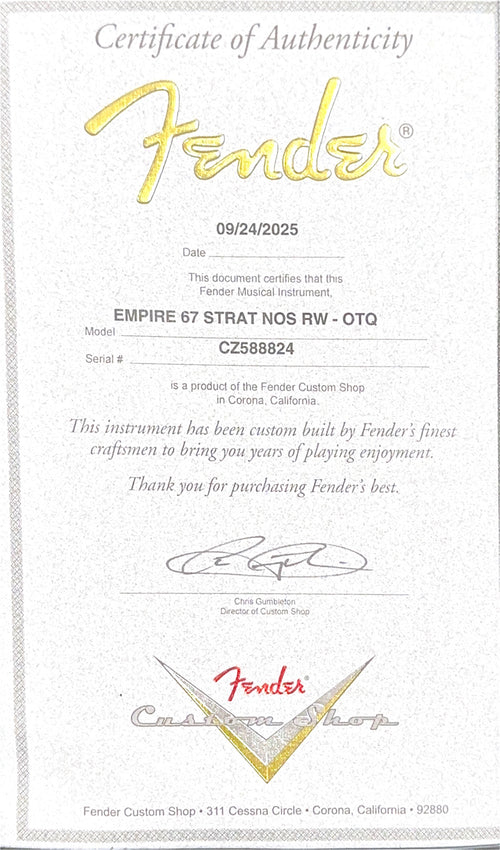 Certificate of Authenticity
Fender®
09/24/2025
Date
This document certifies that this
Fender Musical Instrument,
EMPIRE 67 STRAT NOS RW - OTQ
Model
CZ588824
Serial #
is a product of the Fender Custom Shop
in Corona, California.
This instrument has been custom built by Fender's finest
craftsmen to bring you years of playing enjoyment.
Thank you for purchasing Fender's best.
Chris Gumbleton
Director of Custom Shop
Fender®
Custom Shop
Fender Custom Shop • 311 Cessna Circle • Corona, California • 92880